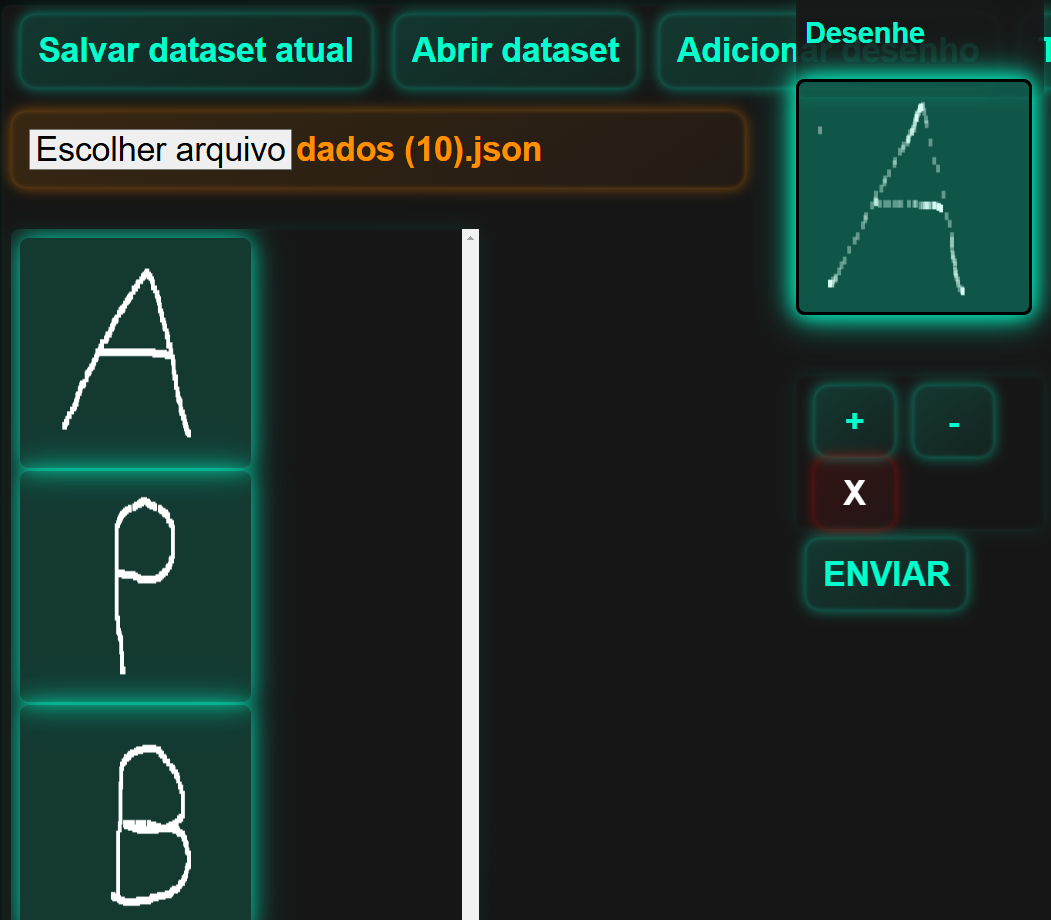 Salvar dataset atual
Abrir dataset
Adicionar desenho
Desenhe
Escolher arquivo dados (10).json
A
A
P
B
+
-
X
ENVIAR